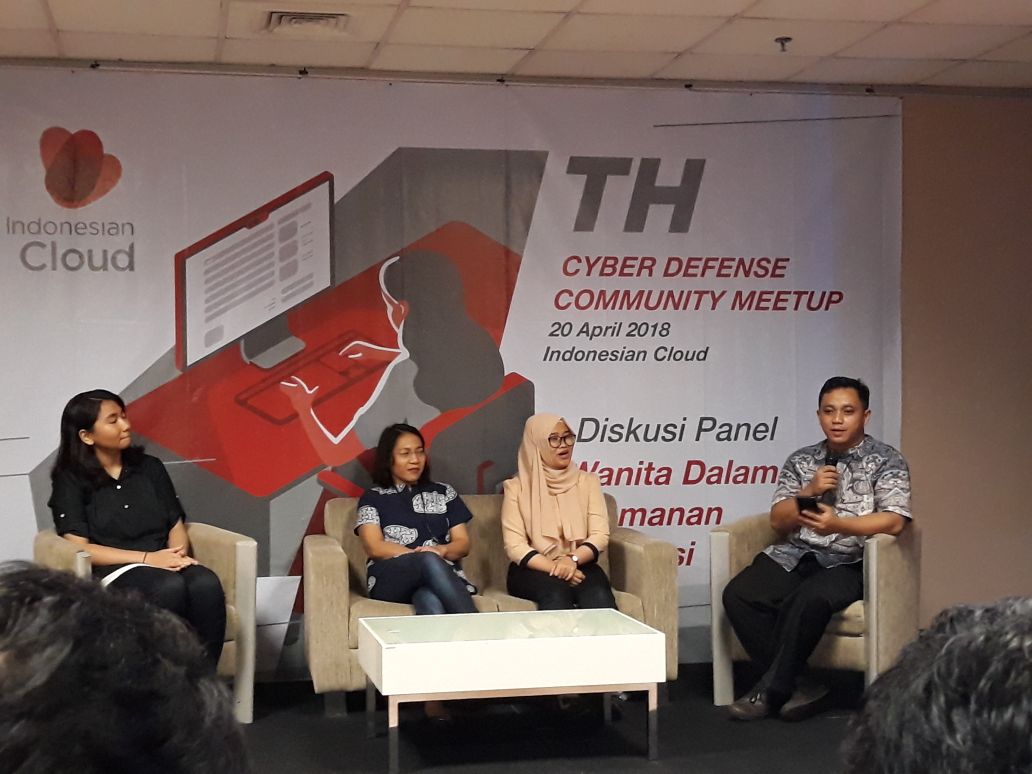 Indonesian
Cloud
TH
CYBER DEFENSE
COMMUNITY MEETUP
20 April 2018
Indonesian Cloud
Diskusi Panel
Wanita Dalam
manan
si